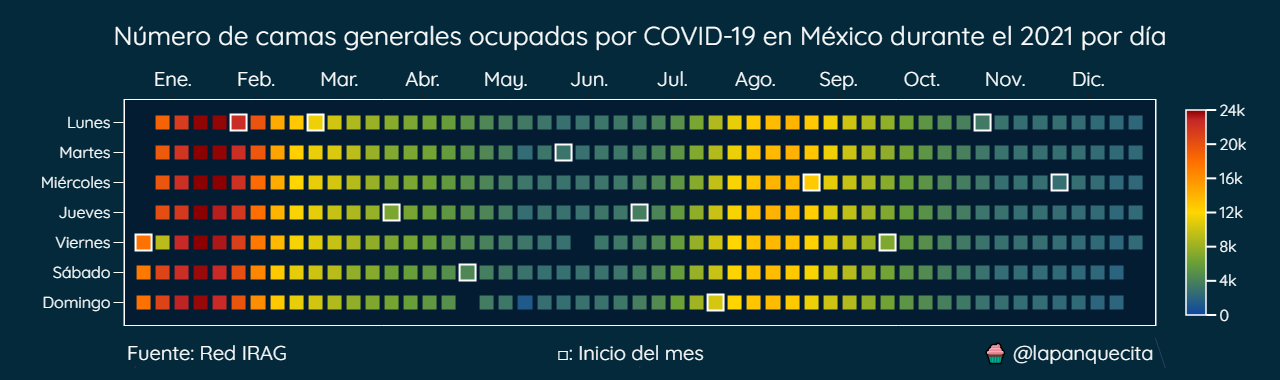 Número de camas generales ocupadas por COVID-19 en México durante el 2021 por día
Ene. Feb. Mar. Abr. May. Jun. Jul. Ago. Sep. Oct. Nov. Dic.
Lunes
Martes
Miércoles
Jueves
Viernes
Sábado
Domingo
24k
20k
16k
12k
8k
4k
0
Fuente: Red IRAG
□: Inicio del mes
🧁 @lapanquecita